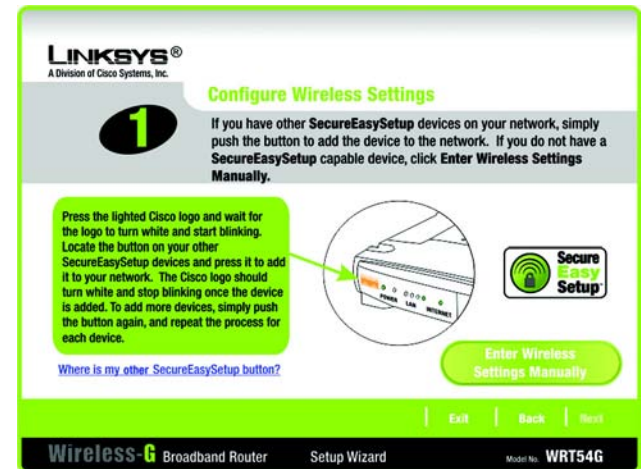 LINKSYS®
A Division of Cisco Systems, Inc.
Configure Wireless Settings
1
If you have other SecureEasySetup devices on your network, simply
push the button to add the device to the network. If you do not have a
SecureEasySetup capable device, click Enter Wireless Settings
Manually.
Press the lighted Cisco logo and wait for
the logo to turn white and start blinking.
Locate the button on your other
SecureEasySetup devices and press it to add
it to your network. The Cisco logo should
turn white and stop blinking once the device
is added. To add more devices, simply push
the button again, and repeat the process for
each device.
POWER LAN INTERNET
Secure
Easy
Setup
Where is my other SecureEasySetup button?
Enter Wireless
Settings Manually
Exit Back Next
Wireless-G Broadband Router Setup Wizard Model No. WRT54G